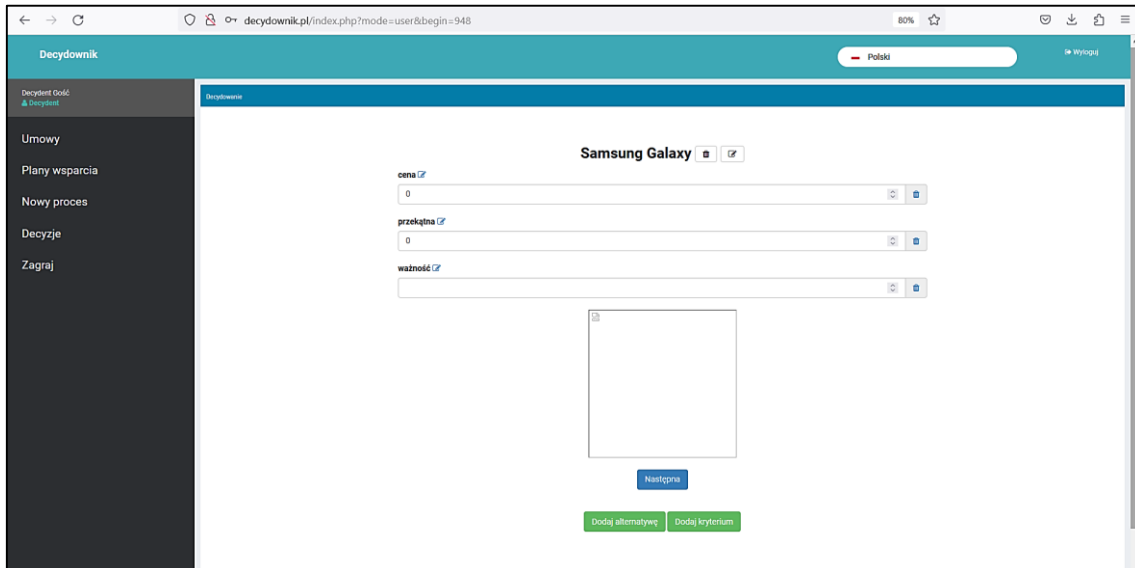 decydownik.pl/index.php?mode=user&begin=948
80%
Decydownik
Polski
Wyloguj
Decydent Gość
Decydent
Decydowanie
Umowy
Plany wsparcia
Nowy proces
Decyzje
Zagraj
Samsung Galaxy
cena
0
przekątna
0
ważność
Następna
Dodaj alternatywę
Dodaj kryterium